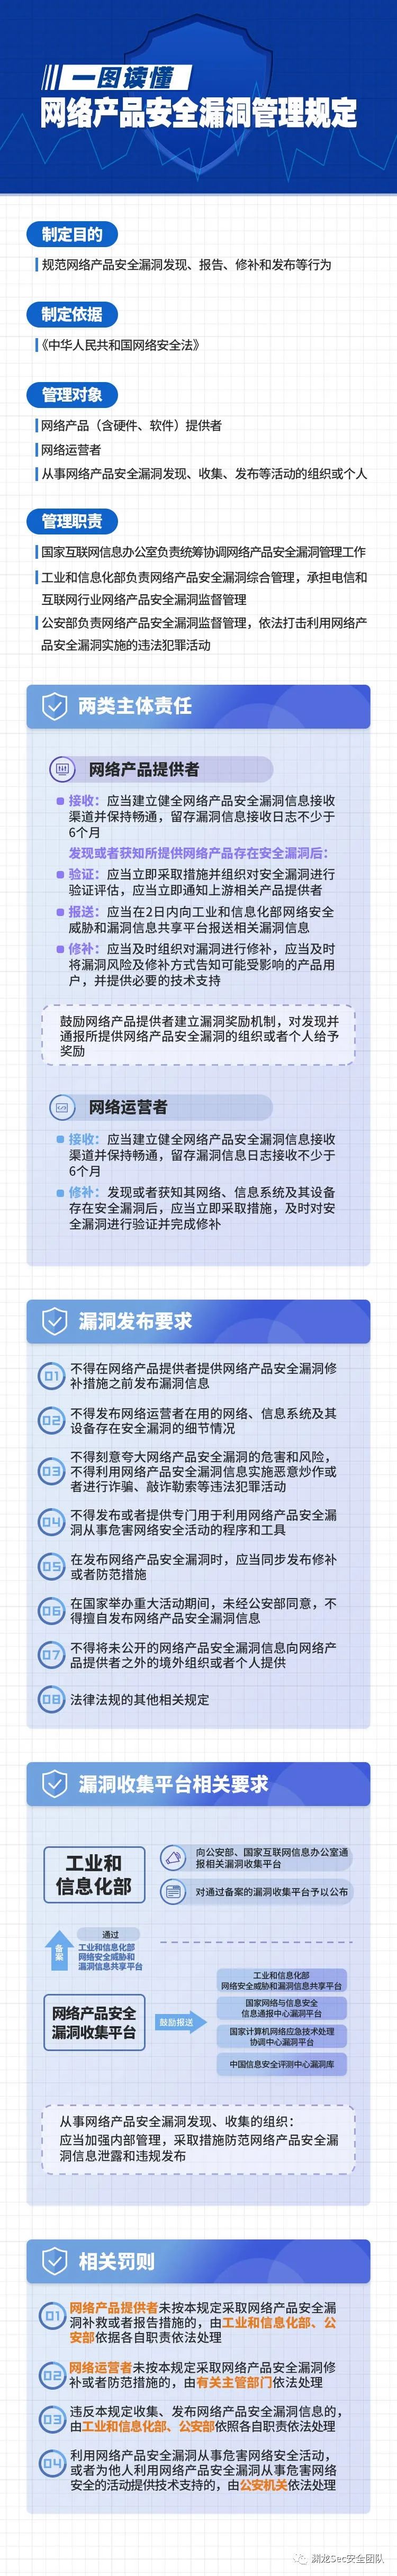 一图读懂
网络产品安全漏洞管理规定
制定目的
规范网络产品安全漏洞发现、报告、修补和发布等行为
制定依据
《中华人民共和国网络安全法》
管理对象
网络产品（含硬件、软件）提供者
网络运营者
从事网络产品安全漏洞发现、收集、发布等活动的组织或个人
管理职责
国家互联网信息办公室负责统筹协调网络产品安全漏洞管理工作
工业和信息化部负责网络产品安全漏洞综合管理，承担电信和
互联网行业网络产品安全漏洞监督管理
公安部负责网络产品安全漏洞监督管理，依法打击利用网络产
品安全漏洞实施的违法犯罪活动
两类主体责任
网络产品提供者
接收：应当建立健全网络产品安全漏洞信息接收
渠道并保持畅通，留存漏洞信息接收日志不少于
6个月
发现或者获知所提供网络产品存在安全漏洞后：
验证：应当立即采取措施并组织对安全漏洞进行
验证评估，应当立即通知上游相关产品提供者
报送：应当在2日内向工业和信息化部网络安全
威胁和漏洞信息共享平台报送相关漏洞信息
修补：应当及时组织对漏洞进行修补，应当及时
将漏洞风险及修补方式告知可能受影响的产品用
户，并提供必要的技术支持
鼓励网络产品提供者建立漏洞奖励机制，对发现并
通报所提供网络产品安全漏洞的组织或者个人给予
奖励
网络运营者
接收：应当建立健全网络产品安全漏洞信息接收
渠道并保持畅通，留存漏洞信息日志接收不少于
6个月
修补：发现或者获知其网络、信息系统及其设备
存在安全漏洞后，应当立即采取措施，及时对安
全漏洞进行验证并完成修补
漏洞发布要求
01 不得在网络产品提供者提供网络产品安全漏洞修
补措施之前发布漏洞信息
02 不得发布网络运营者在用的网络、信息系统及其
设备存在安全漏洞的细节情况
03 不得刻意夸大网络产品安全漏洞的危害和风险，
不得利用网络产品安全漏洞信息实施恶意炒作或
者进行诈骗、敲诈勒索等违法犯罪活动
04 不得发布或者提供专门用于利用网络产品安全漏
洞从事危害网络安全活动的程序和工具
05 在发布网络产品安全漏洞时，应当同步发布修补
或者防范措施
06 在国家举办重大活动期间，未经公安部同意，不
得擅自发布网络产品安全漏洞信息
07 不得将未公开的网络产品安全漏洞信息向网络产
品提供者之外的境外组织或者个人提供
08 法律法规的其他相关规定
漏洞收集平台相关要求
工业和
信息化部
向公安部、国家互联网信息办公室通
报相关漏洞收集平台
对通过备案的漏洞收集平台予以公布
备案
通过
工业和信息化部
网络安全威胁和
漏洞信息共享平台
网络产品安全
漏洞收集平台
鼓励报送
工业和信息化部
网络安全威胁和漏洞信息共享平台
国家网络与信息安全
信息通报中心漏洞平台
国家计算机网络应急技术处理
协调中心漏洞平台
中国信息安全评测中心漏洞库
从事网络产品安全漏洞发现、收集的组织：
应当加强内部管理，采取措施防范网络产品安全漏
洞信息泄露和违规发布
相关罚则
01 网络产品提供者未按本规定采取网络产品安全漏
洞补救或者报告措施的，由工业和信息化部、公
安部依据各自职责依法处理
02 网络运营者未按本规定采取网络产品安全漏洞修
补或者防范措施的，由有关主管部门依法处理
03 违反本规定收集、发布网络产品安全漏洞信息的，
由工业和信息化部、公安部依照各自职责依法处理
04 利用网络产品安全漏洞从事危害网络安全活动，
或者为他人利用网络产品安全漏洞从事危害网络
安全的活动提供技术支持的，由公安机关依法处理
渊龙Sec安全团队